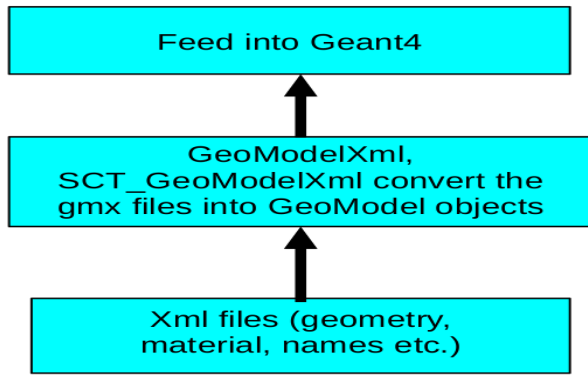 Feed into Geant4
GeoModelXml,
SCT_GeoModelXml convert the
gmx files into GeoModel objects
Xml files (geometry,
material, names etc.)